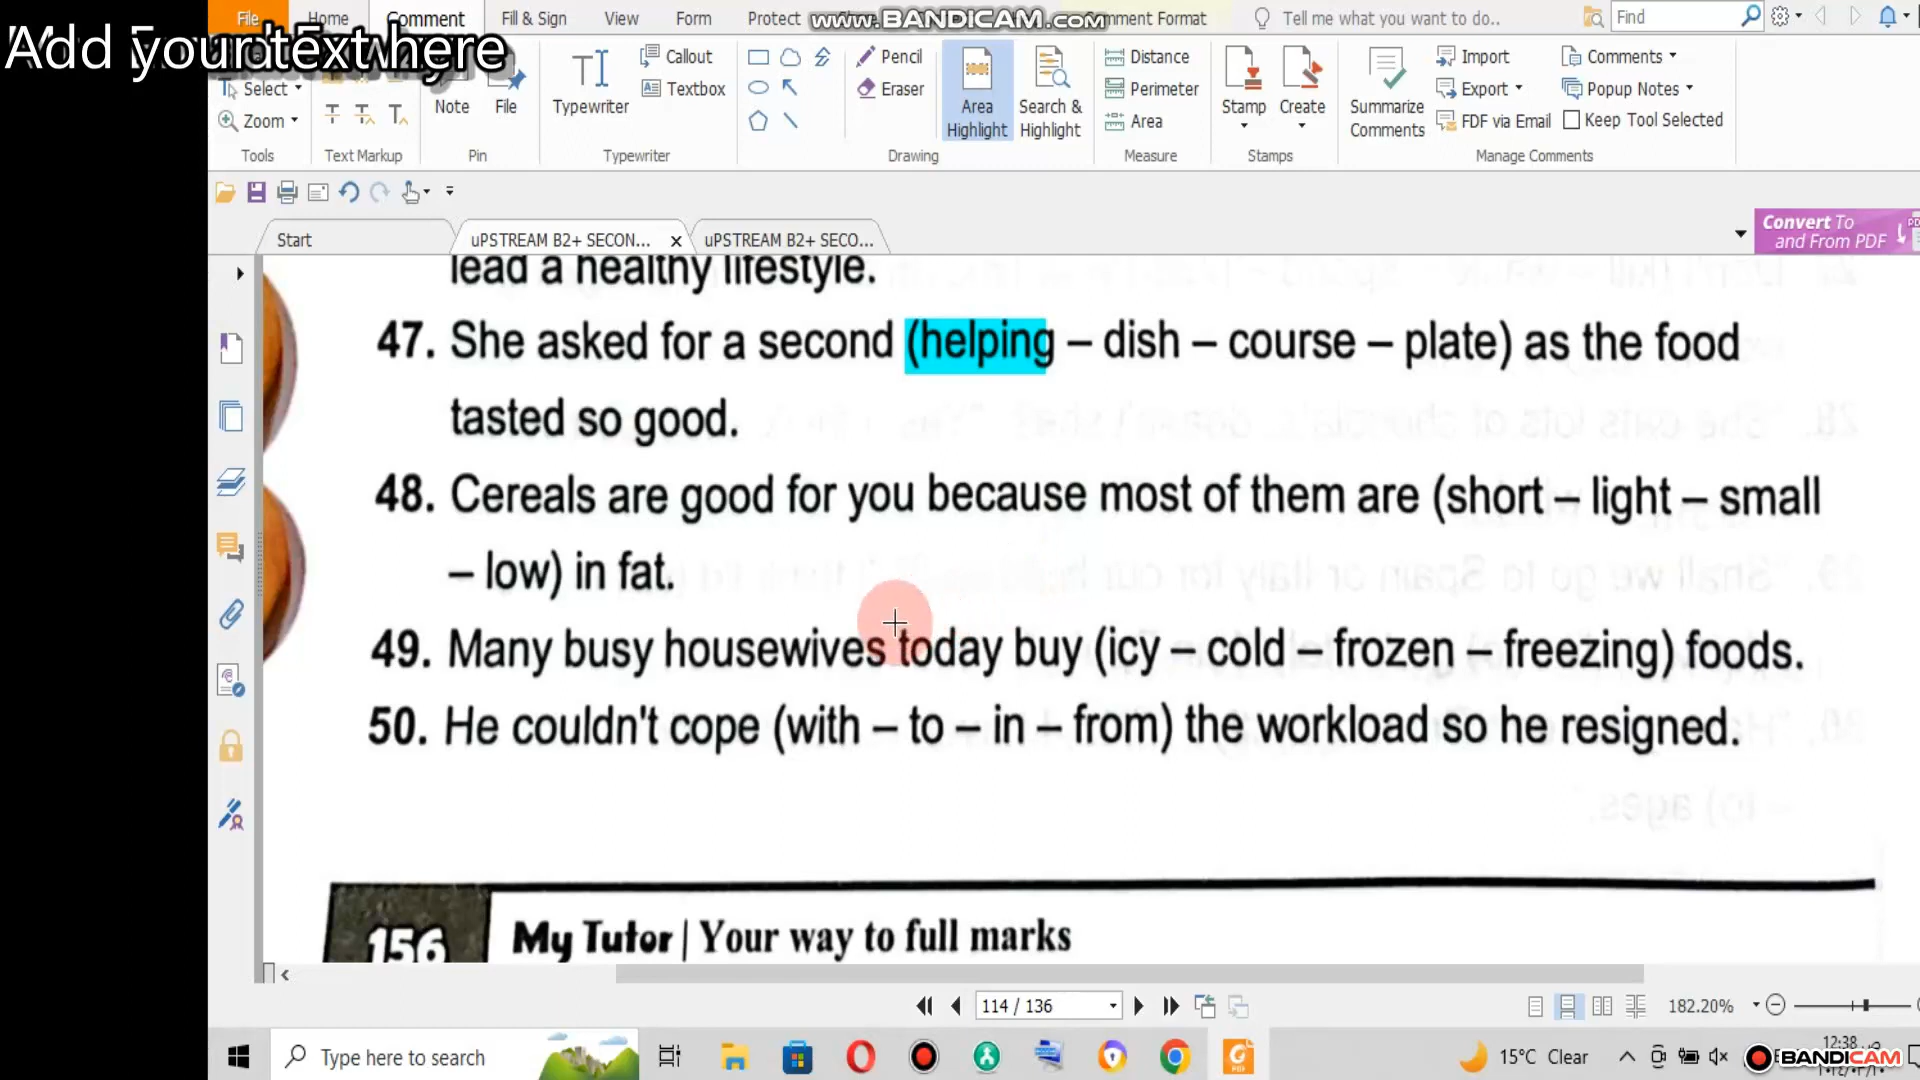 File Home Comment Fill & Sign View Form Protect www.BANDICAM.com Comment Format Tell me what you want to do.. Find
Add your text here
Select Note File Typewriter Callout Textbox Pencil Eraser Area Highlight Search & Highlight Distance Perimeter Area Stamp Create Summarize Comments Import Export FDF via Email Comments Popup Notes Keep Tool Selected
Zoom
Tools Text Markup Pin Typewriter Drawing Measure Stamps Manage Comments
Start uPSTREAM B2+ SECON... uPSTREAM B2+ SECO... Convert To and From PDF
lead a healthy lifestyle.
47. She asked for a second (helping – dish – course – plate) as the food
tasted so good.
48. Cereals are good for you because most of them are (short – light – small
– low) in fat.
49. Many busy housewives today buy (icy – cold – frozen – freezing) foods.
50. He couldn't cope (with – to – in – from) the workload so he resigned.
156 My Tutor | Your way to full marks
114 / 136 182.20%
Type here to search 15°C Clear 12:38 BANDICAM